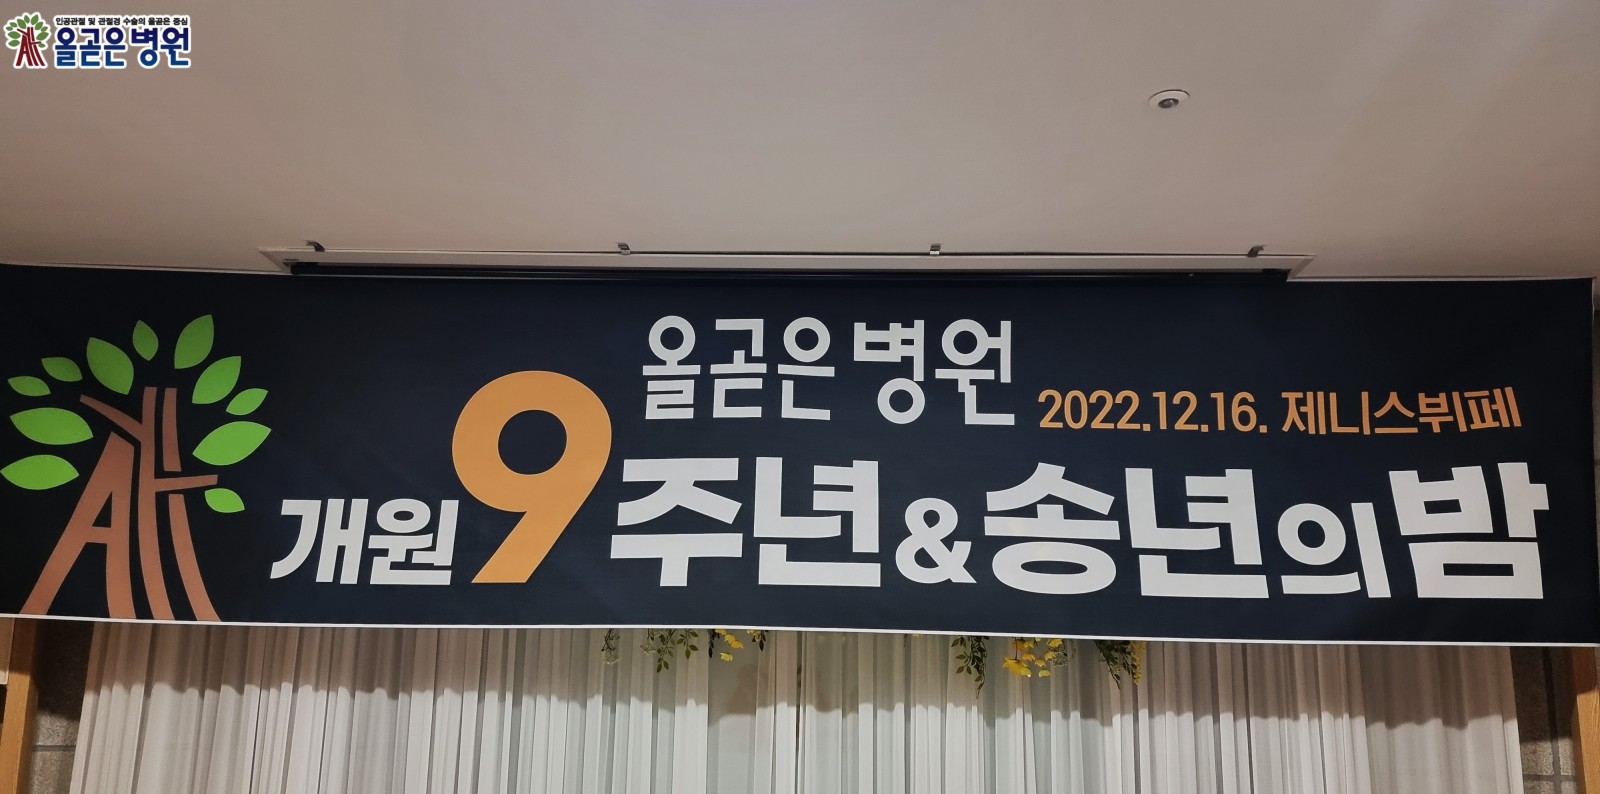 인공관절 및 관절경 수술의 올곧은 중심
올곧은병원
올곧은병원
2022.12.16. 제니스뷔페
개원9주년&송년의밤